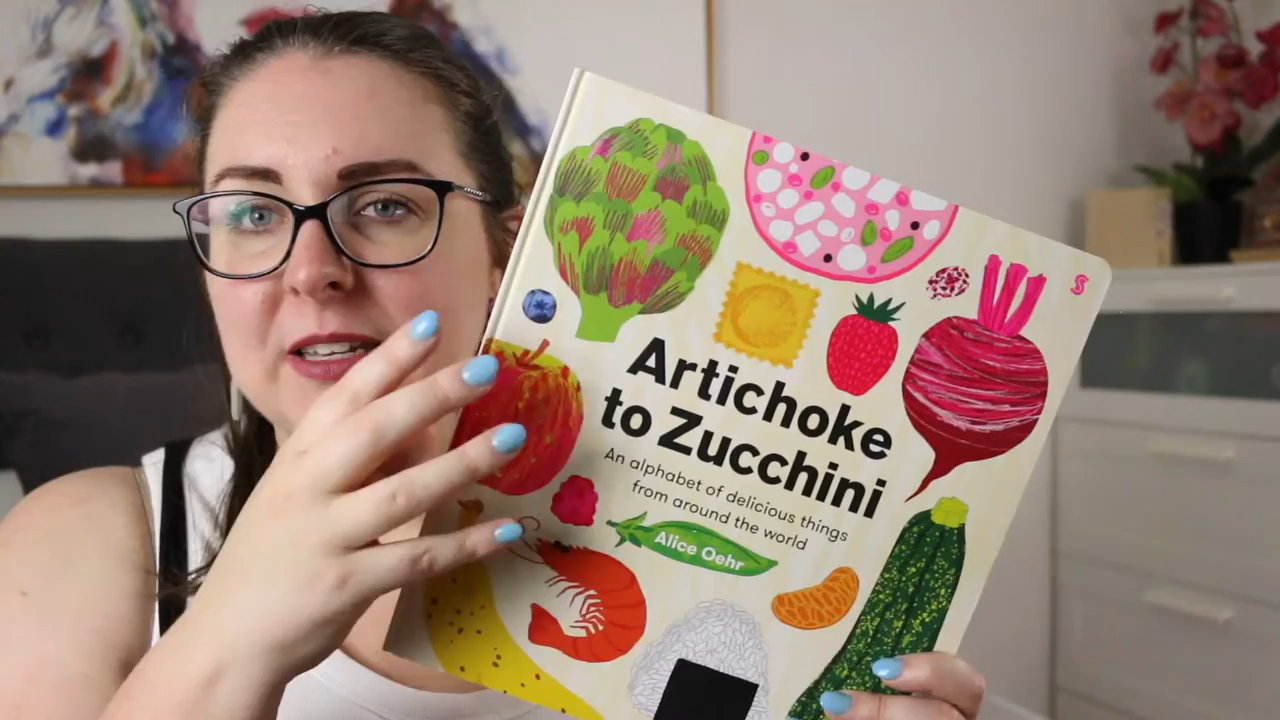 S
Artichoke
to Zucchini
An alphabet of delicious things
from around the world
Alice Oehr